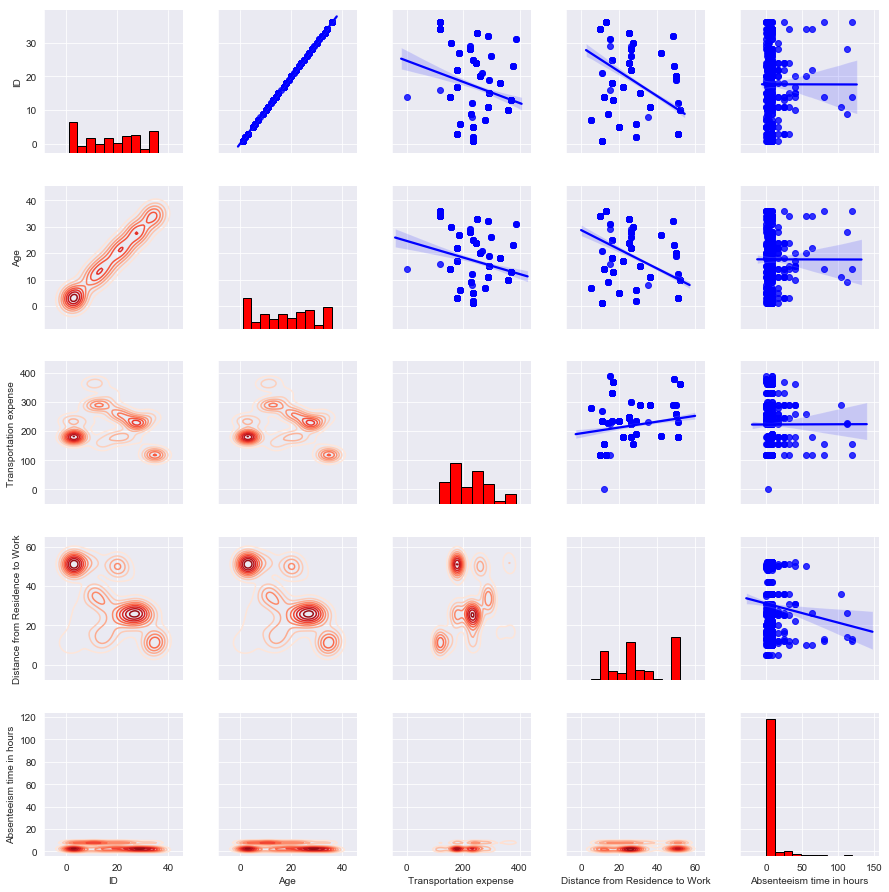 30
20
10
0
ID
40
30
20
10
0
Age
400
300
200
100
0
Transportation expense
60
40
20
0
Distance from Residence to Work
120
100
80
60
40
20
0
Absenteeism time in hours
0 20 40
0 20 40
0 200 400
0 20 40 60
0 50 100 150
ID
Age
Transportation expense
Distance from Residence to Work
Absenteeism time in hours